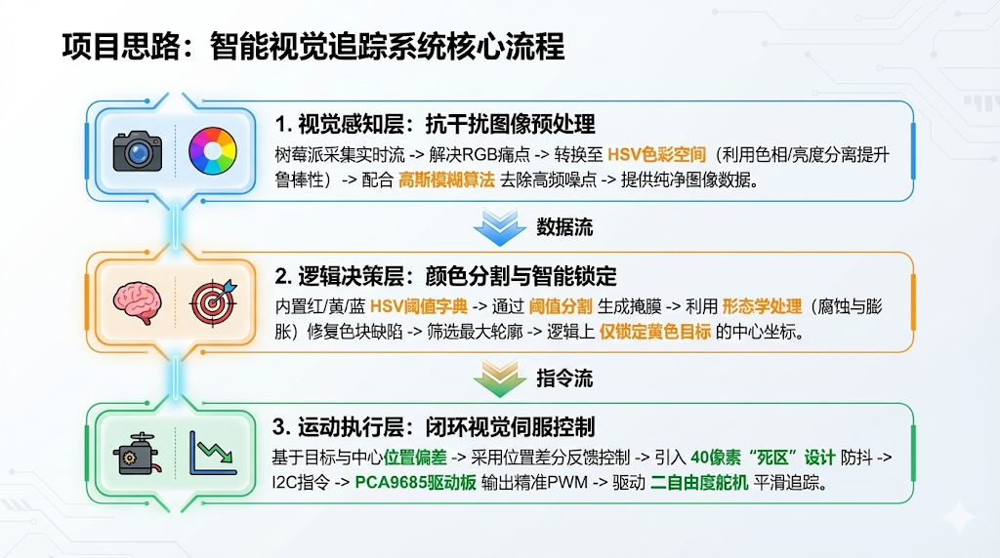 项目思路：智能视觉追踪系统核心流程
1. 视觉感知层：抗干扰图像预处理
树莓派采集实时流 -> 解决RGB痛点 -> 转换至 HSV色彩空间（利用色相/亮度分离提升
鲁棒性）-> 配合 高斯模糊算法 去除高频噪点 -> 提供纯净图像数据。
数据流
2. 逻辑决策层：颜色分割与智能锁定
内置红/黄/蓝 HSV阈值字典 -> 通过 阈值分割 生成掩膜 -> 利用 形态学处理（腐蚀与膨
胀）修复色块缺陷 -> 筛选最大轮廓 -> 逻辑上 仅锁定黄色目标 的中心坐标。
指令流
3. 运动执行层：闭环视觉伺服控制
基于目标与中心位置偏差 -> 采用位置差分反馈控制 -> 引入 40像素“死区”设计 防抖 ->
I2C指令 -> PCA9685驱动板 输出精准PWM -> 驱动 二自由度舵机 平滑追踪。